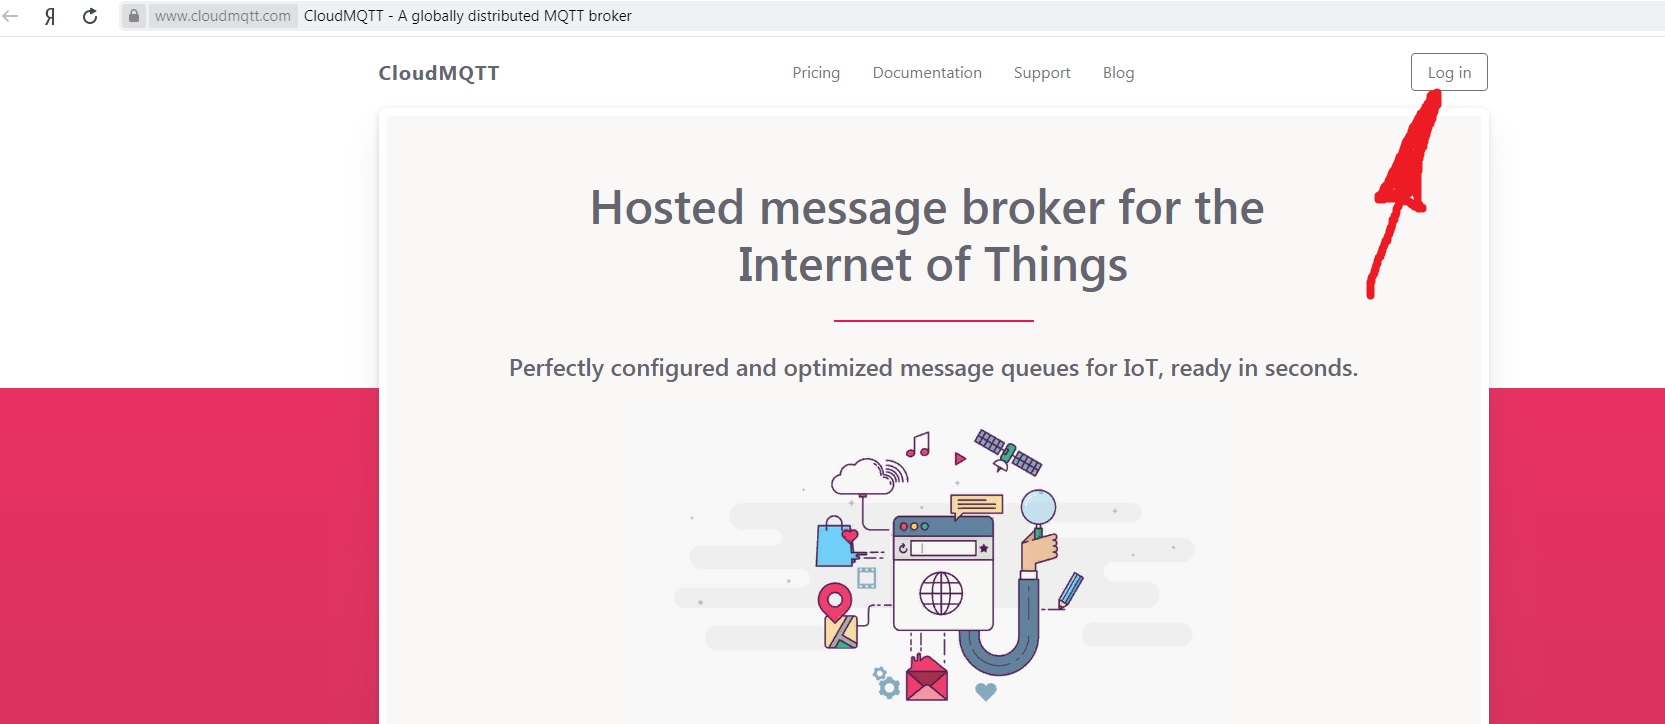 Я www.cloudmqtt.com CloudMQTT - A globally distributed MQTT broker
CloudMQTT Pricing Documentation Support Blog Log in
Hosted message broker for the
Internet of Things
Perfectly configured and optimized message queues for IoT, ready in seconds.